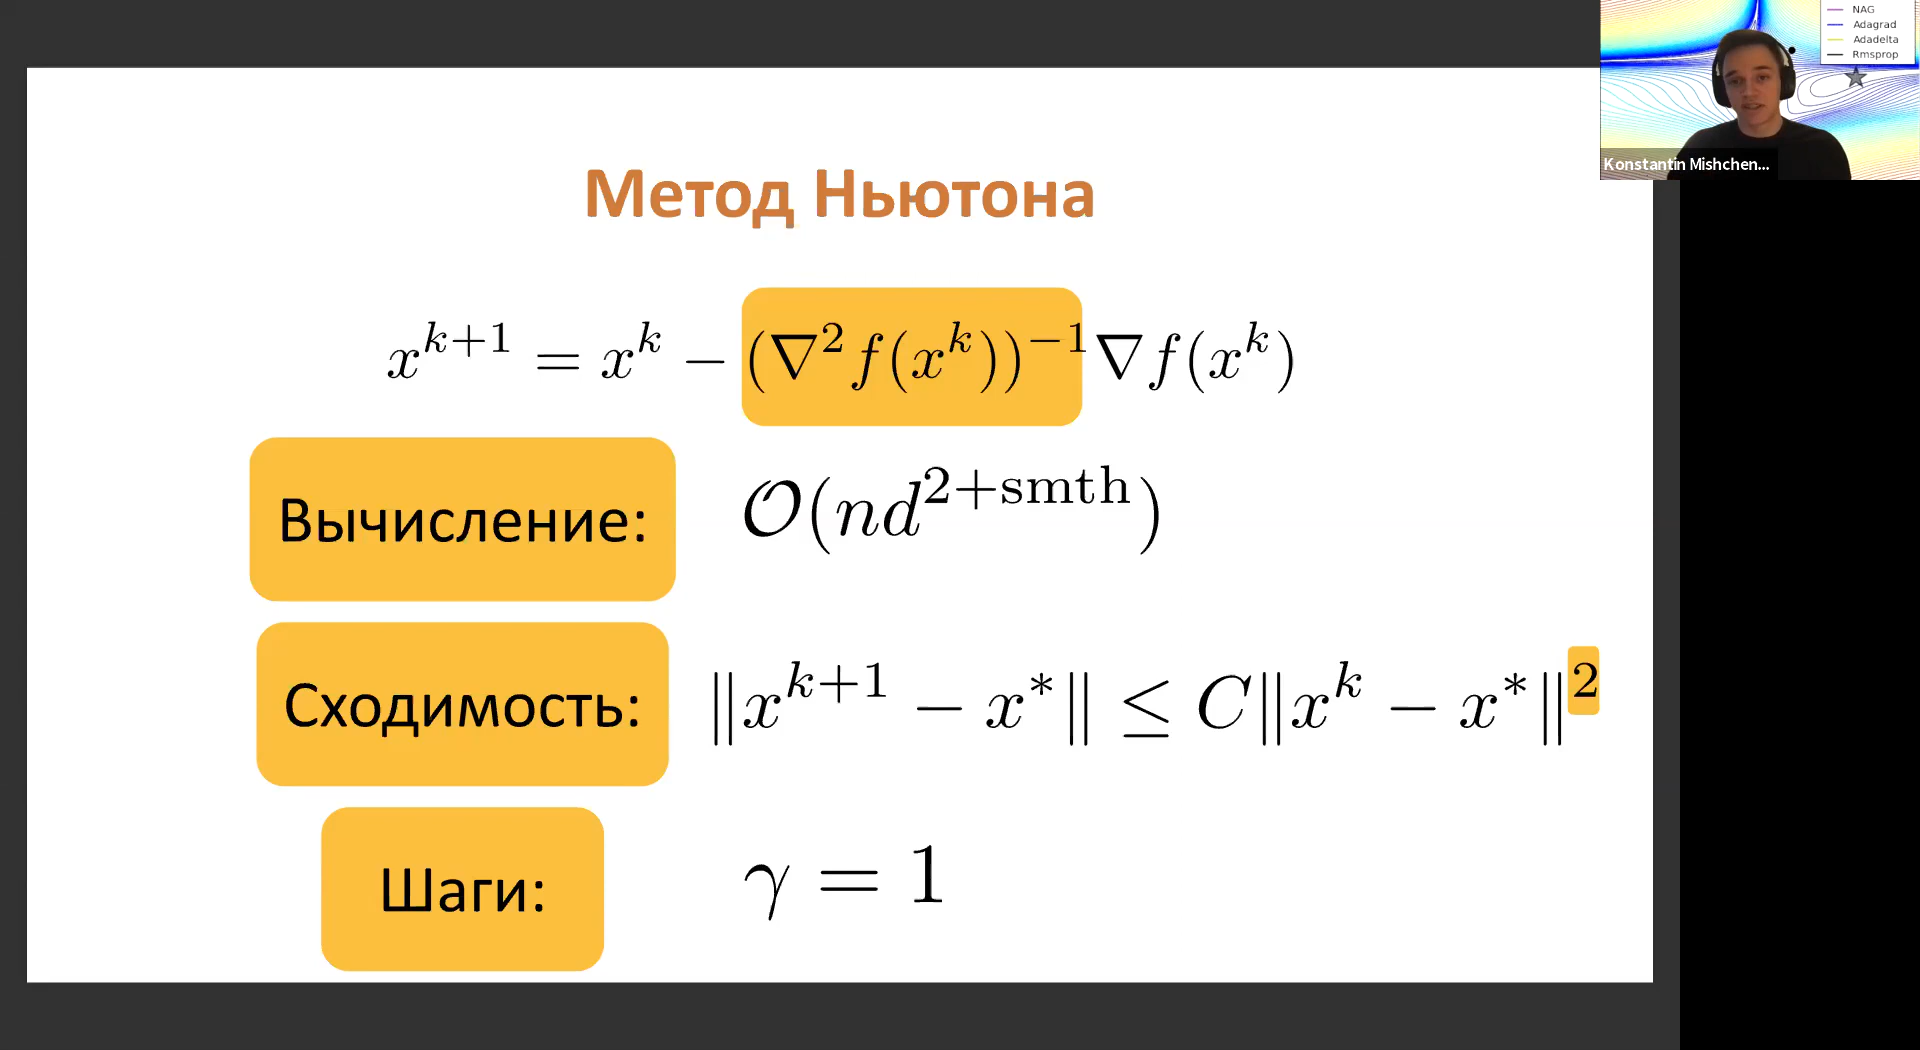 NAG
Adagrad
Adadelta
Rmsprop
Konstantin Mishchen...
Метод Ньютона
x^{k+1} = x^k − (∇²f(x^k))^{−1}∇f(x^k)
Вычисление: 𝒪(nd^{2+smth})
Сходимость: ‖x^{k+1} − x^*‖ ≤ C‖x^k − x^*‖²
Шаги: γ = 1